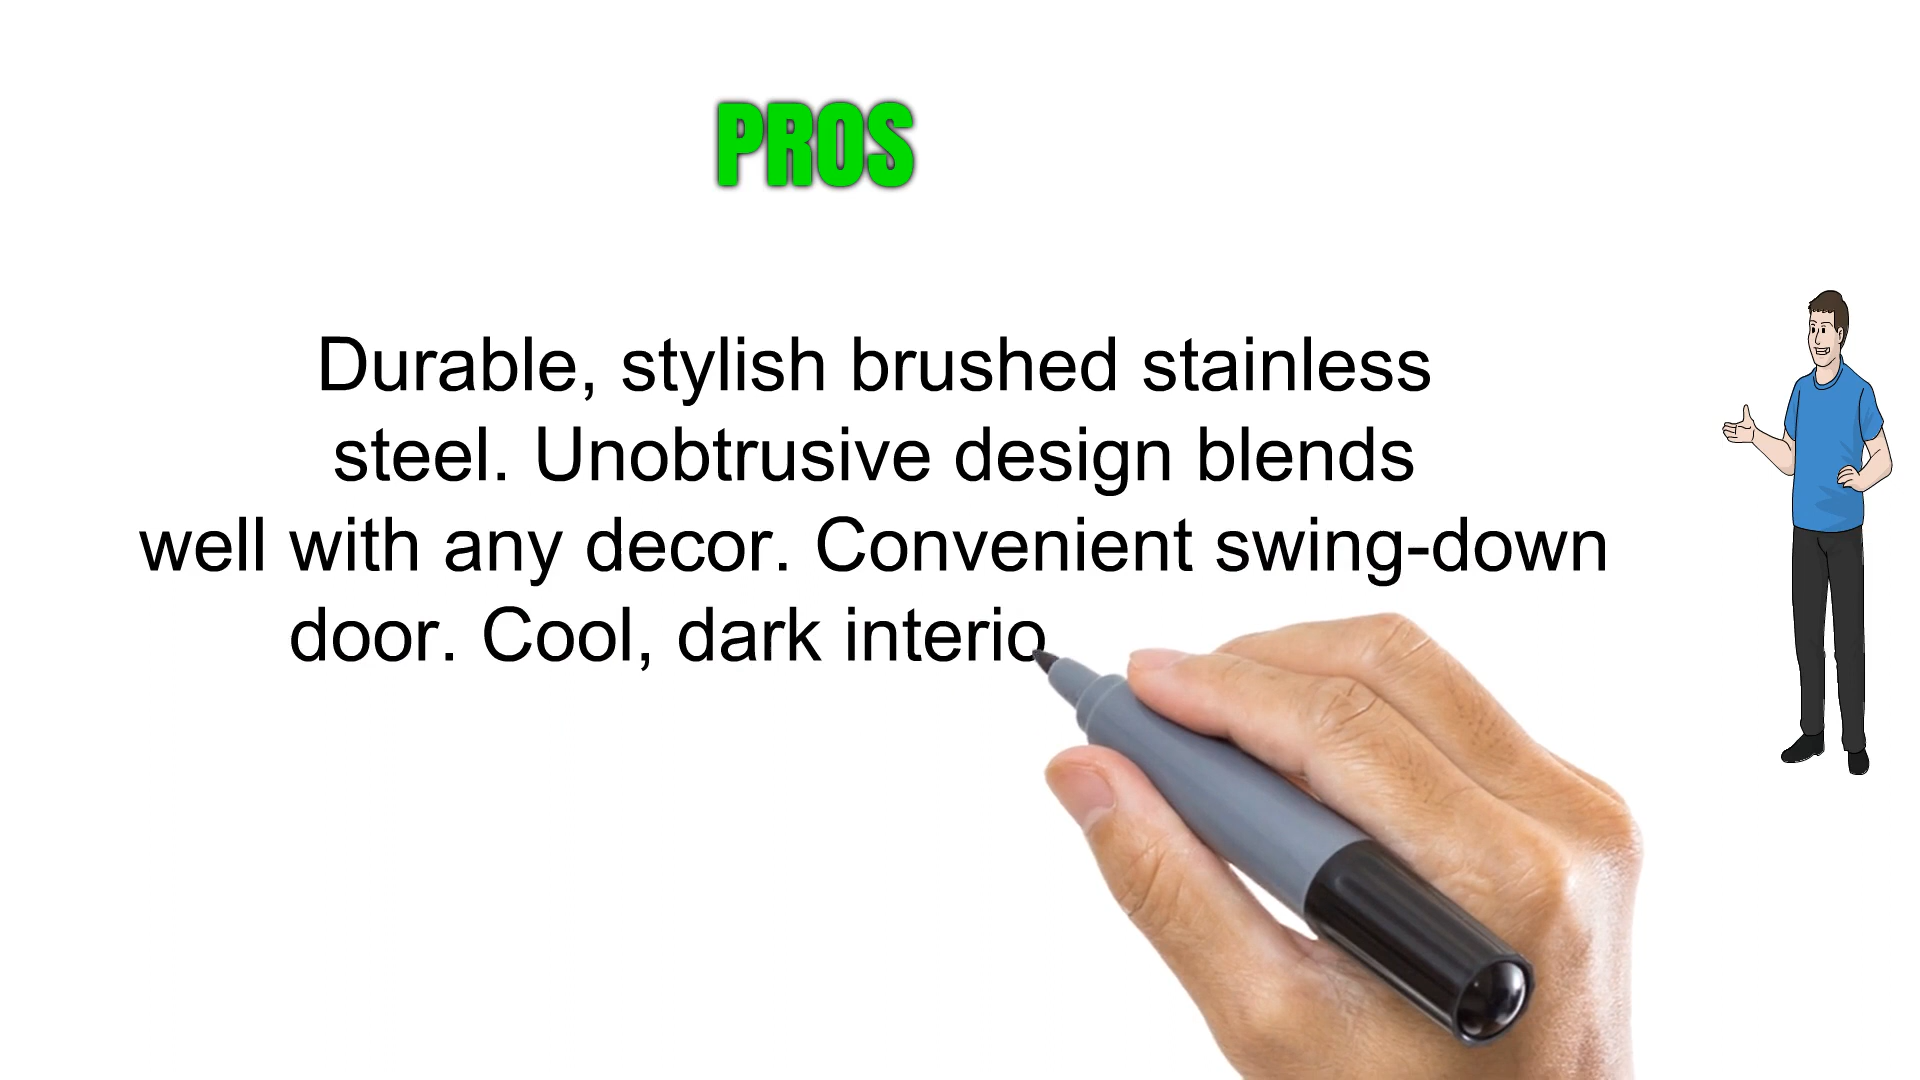 PROS
Durable, stylish brushed stainless
steel. Unobtrusive design blends
well with any decor. Convenient swing-down
door. Cool, dark interio